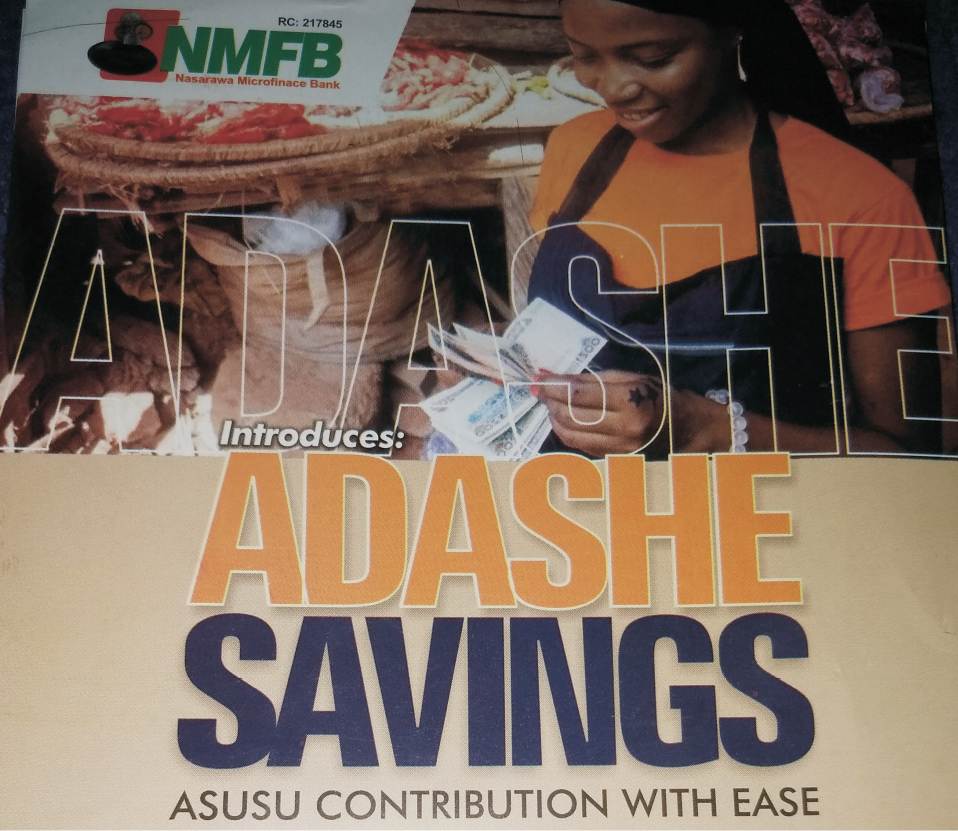 RC: 217845
NMFB
Nasarawa Microfinace Bank
ADASHE
Introduces:
ADASHE
SAVINGS
ASUSU CONTRIBUTION WITH EASE